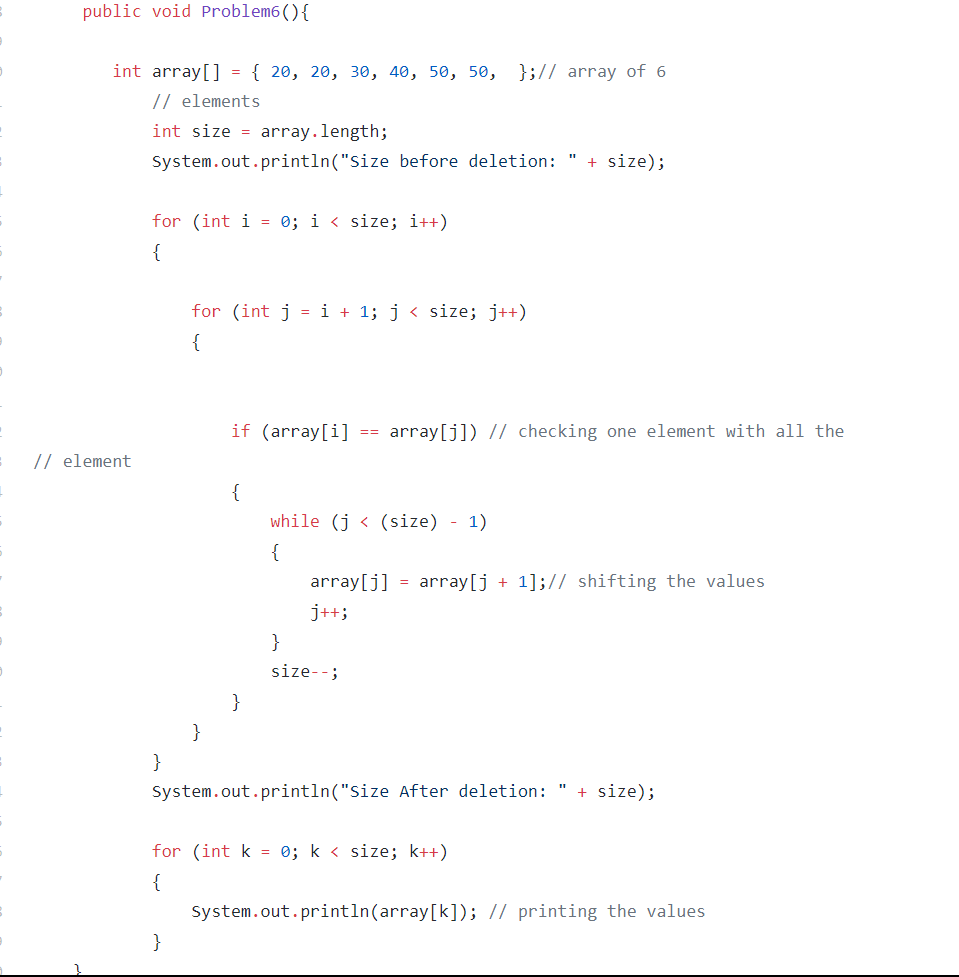 public void Problem6(){
int array[] = { 20, 20, 30, 40, 50, 50,  };// array of 6
// elements
int size = array.length;
System.out.println("Size before deletion: " + size);
for (int i = 0; i < size; i++)
{
for (int j = i + 1; j < size; j++)
{
if (array[i] == array[j]) // checking one element with all the
// element
{
while (j < (size) - 1)
{
array[j] = array[j + 1];// shifting the values
j++;
}
size--;
}
}
}
System.out.println("Size After deletion: " + size);
for (int k = 0; k < size; k++)
{
System.out.println(array[k]); // printing the values
}
}